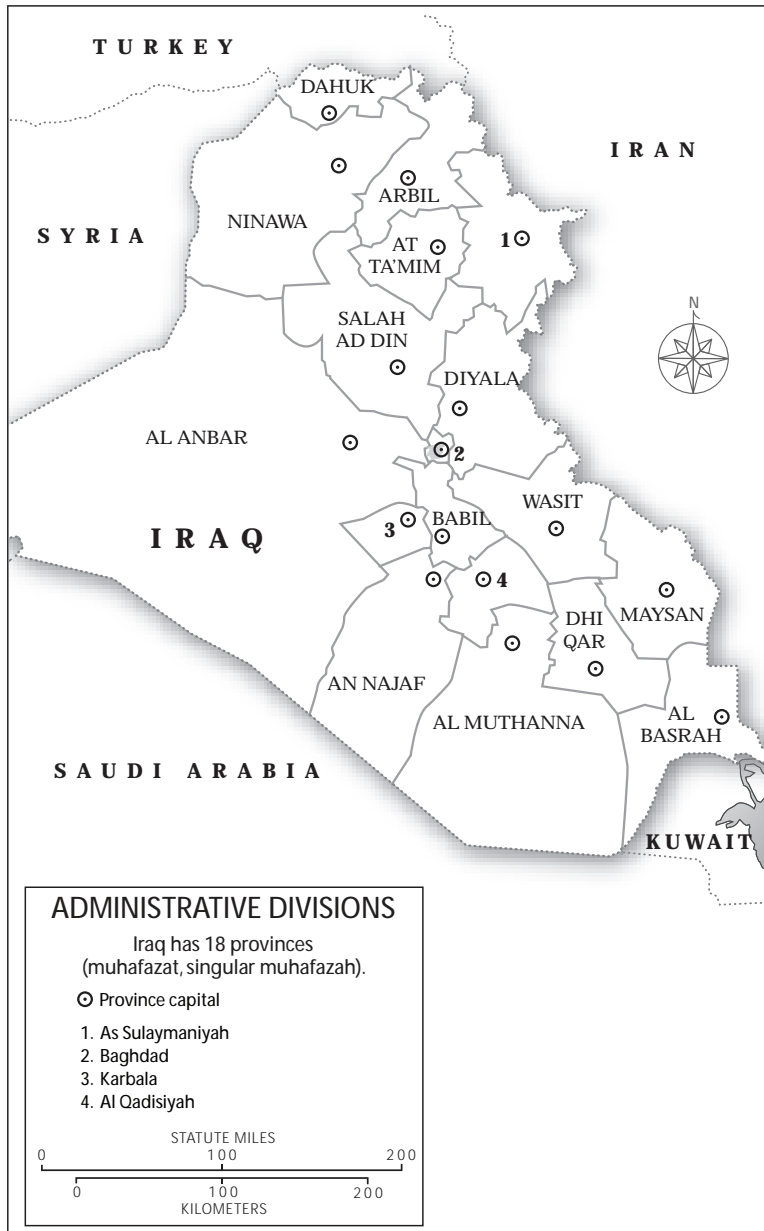 TURKEY
DAHUK
IRAN
ARBIL
NINAWA
SYRIA
AT
TA'MIM
1
N
SALAH
AD DIN
DIYALA
AL ANBAR
2
WASIT
BABIL
3
IRAQ
4
DHI
QAR
MAYSAN
AN NAJAF
AL MUTHANNA
AL
BASRAH
SAUDI ARABIA
KUWAIT
ADMINISTRATIVE DIVISIONS
Iraq has 18 provinces
(muhafazat, singular muhafazah).
Province capital
1. As Sulaymaniyah
2. Baghdad
3. Karbala
4. Al Qadisiyah
STATUTE MILES
0 100 200
0 100 200
KILOMETERS